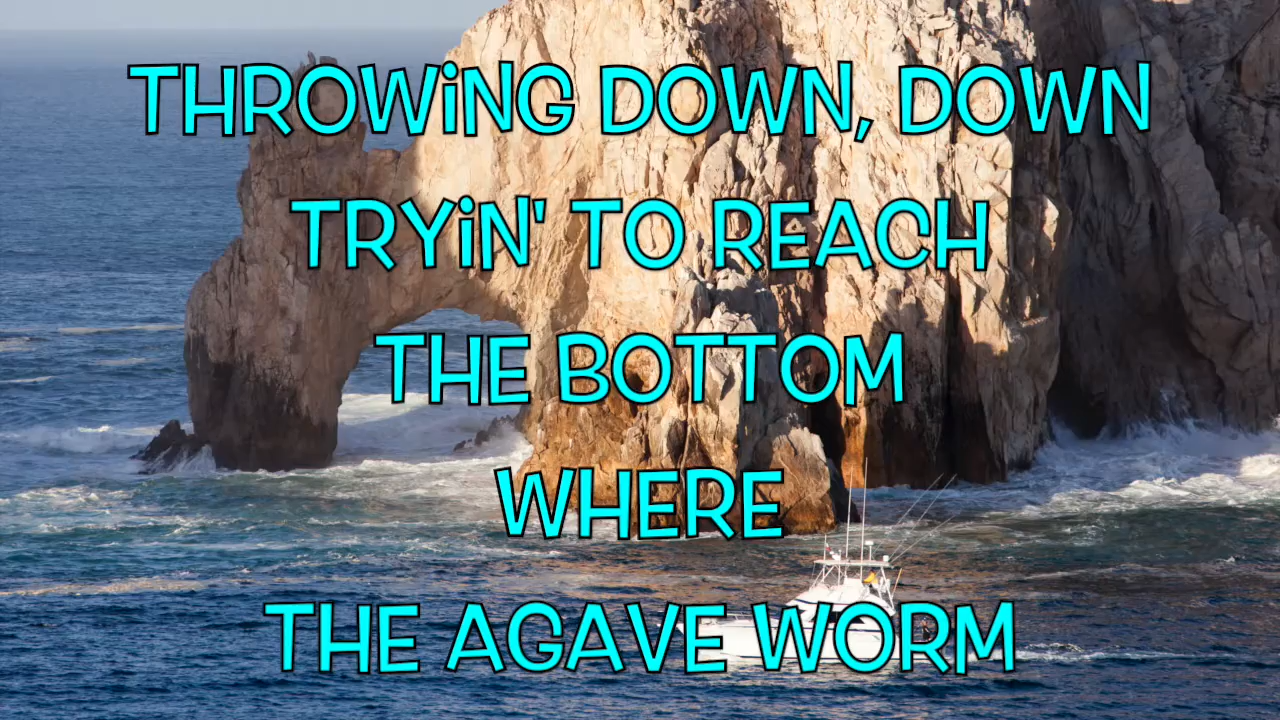 THROWING DOWN, DOWN
TRYIN' TO REACH
THE BOTTOM
WHERE
THE AGAVE WORM